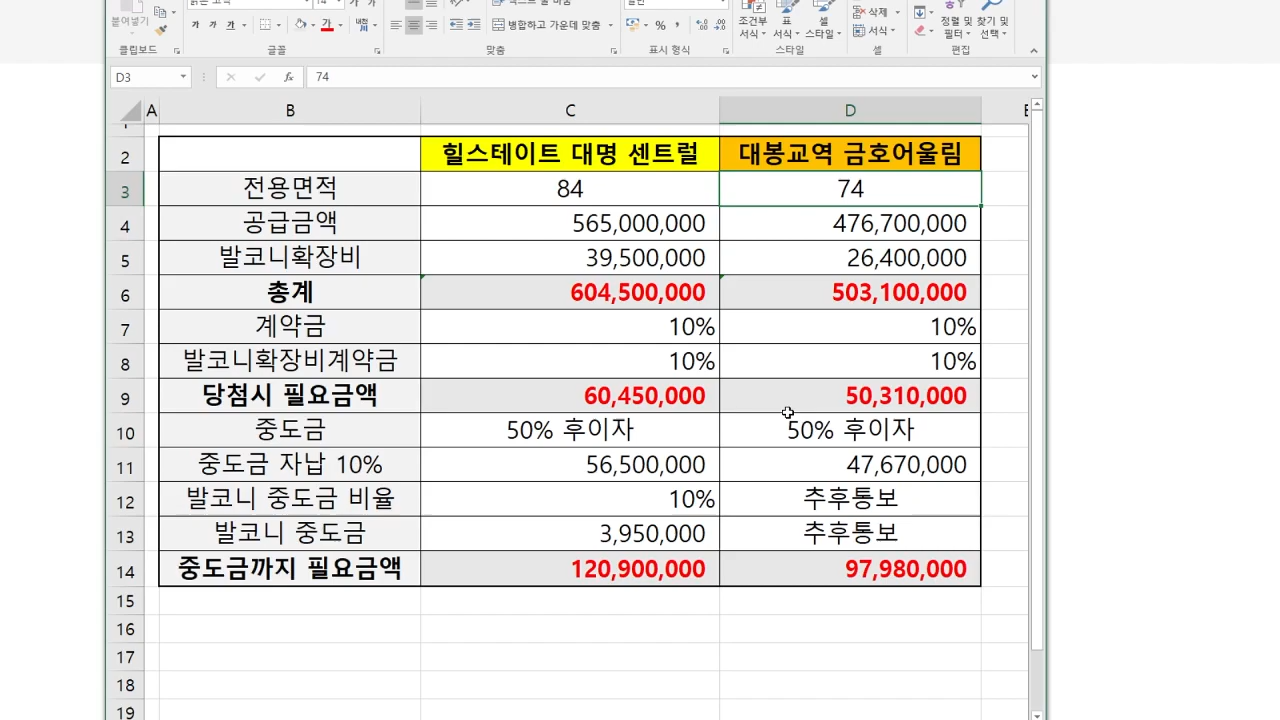 붙여넣기
클립보드
글꼴
병합하고 가운데 맞춤
맞춤
%
표시 형식
조건부 서식
표 서식
셀 스타일
스타일
삭제
서식
셀
정렬 및 필터
찾기 및 선택
편집
D3
fx
74
A
B
C
D
2 힐스테이트 대명 센트럴 대봉교역 금호어울림
3 전용면적 84 74
4 공급금액 565,000,000 476,700,000
5 발코니확장비 39,500,000 26,400,000
6 총계 604,500,000 503,100,000
7 계약금 10% 10%
8 발코니확장비계약금 10% 10%
9 당첨시 필요금액 60,450,000 50,310,000
10 중도금 50% 후이자 50% 후이자
11 중도금 자납 10% 56,500,000 47,670,000
12 발코니 중도금 비율 10% 추후통보
13 발코니 중도금 3,950,000 추후통보
14 중도금까지 필요금액 120,900,000 97,980,000
15
16
17
18
19